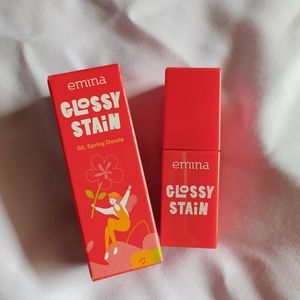 emina
GLOSSY
STAIN
05. Spring Dazzle
emina
GLOSSY
STAIN